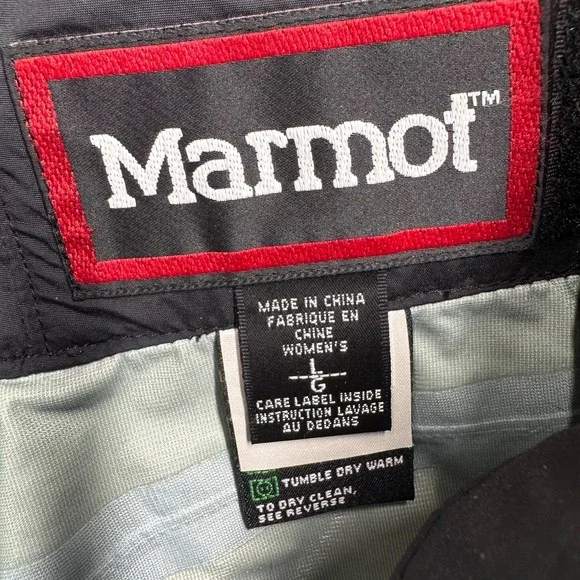 Marmot™
MADE IN CHINA
FABRIQUE EN
CHINE
WOMEN'S
L
G
CARE LABEL INSIDE
INSTRUCTION LAVAGE
AU DEDANS
TUMBLE DRY WARM
TO DRY CLEAN,
SEE REVERSE